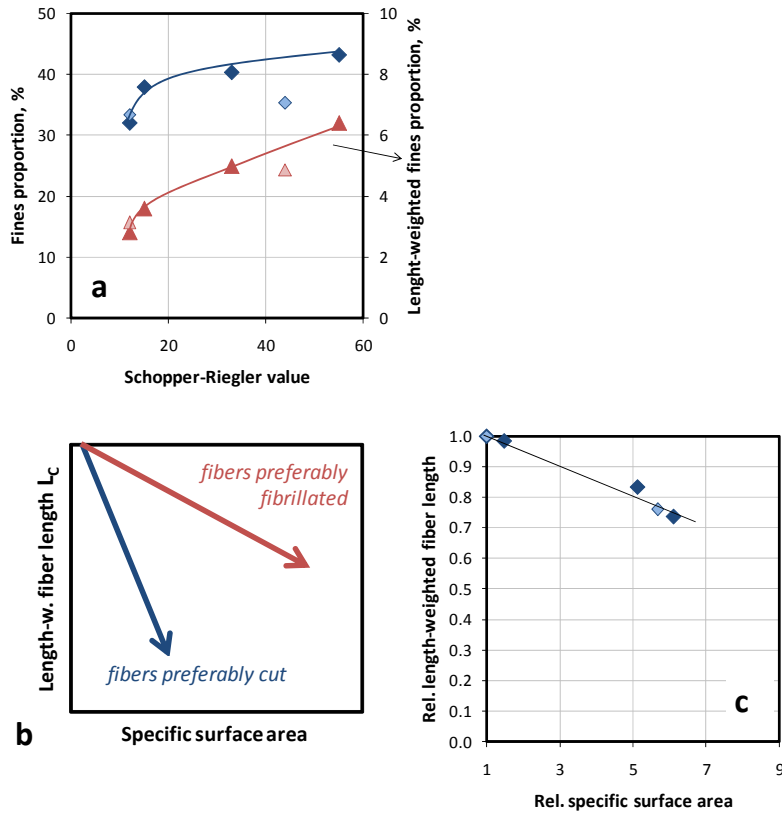 50
40
30
20
10
0
Fines proportion, %
10
8
6
4
2
0
Lenght-weighted fines proportion, %
a
0 20 40 60
Schopper-Riegler value
Length-w. fiber length LC
fibers preferably
fibrillated
fibers preferably cut
b
Specific surface area
1.0
0.9
0.8
0.7
0.6
0.5
0.4
0.3
0.2
0.1
0.0
Rel. length-weighted fiber length
c
1 3 5 7 9
Rel. specific surface area